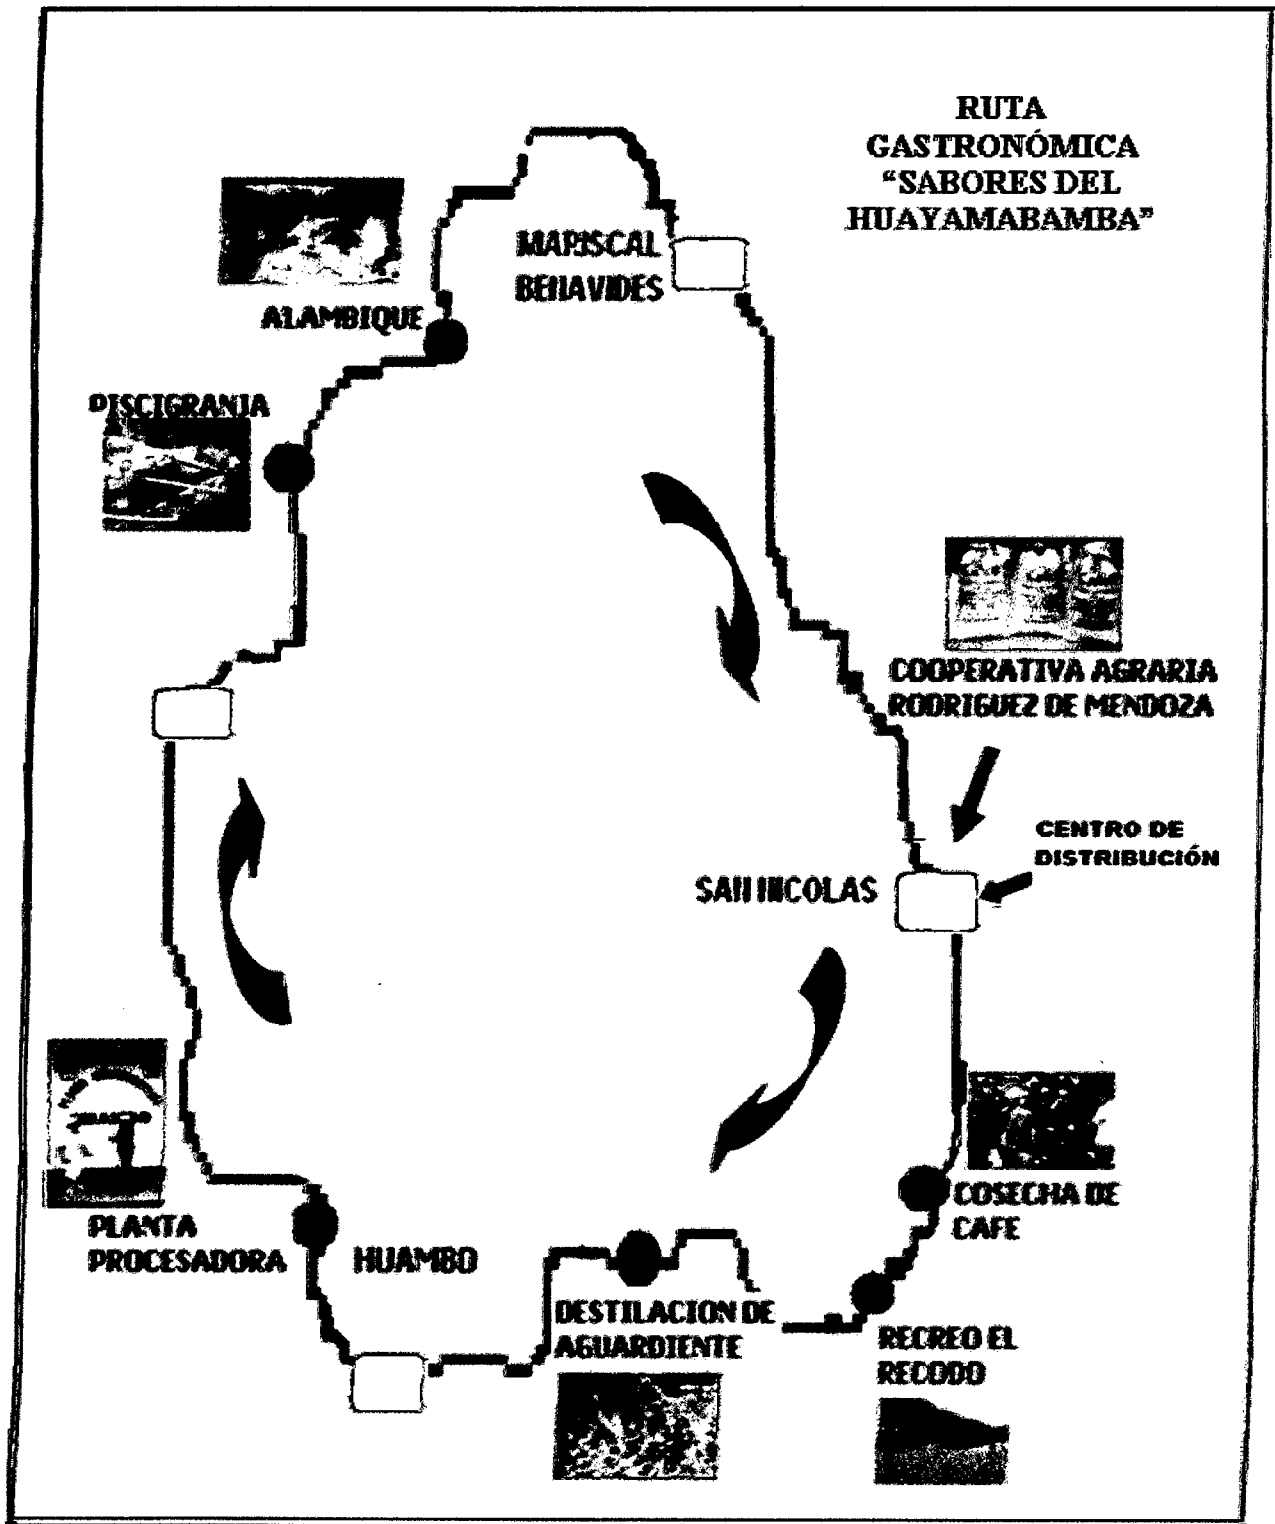 RUTA
GASTRONÓMICA
“SABORES DEL
HUAYAMABAMBA”
MARISCAL
BENAVIDES
ALAMBIQUE
PISCIGRANJA
COOPERATIVA AGRARIA
RODRIGUEZ DE MENDOZA
CENTRO DE
DISTRIBUCIÓN
SAN NICOLAS
COSECHA DE
CAFE
PLANTA
PROCESADORA
HUAMBO
DESTILACION DE
AGUARDIENTE
RECREO EL
RECODO